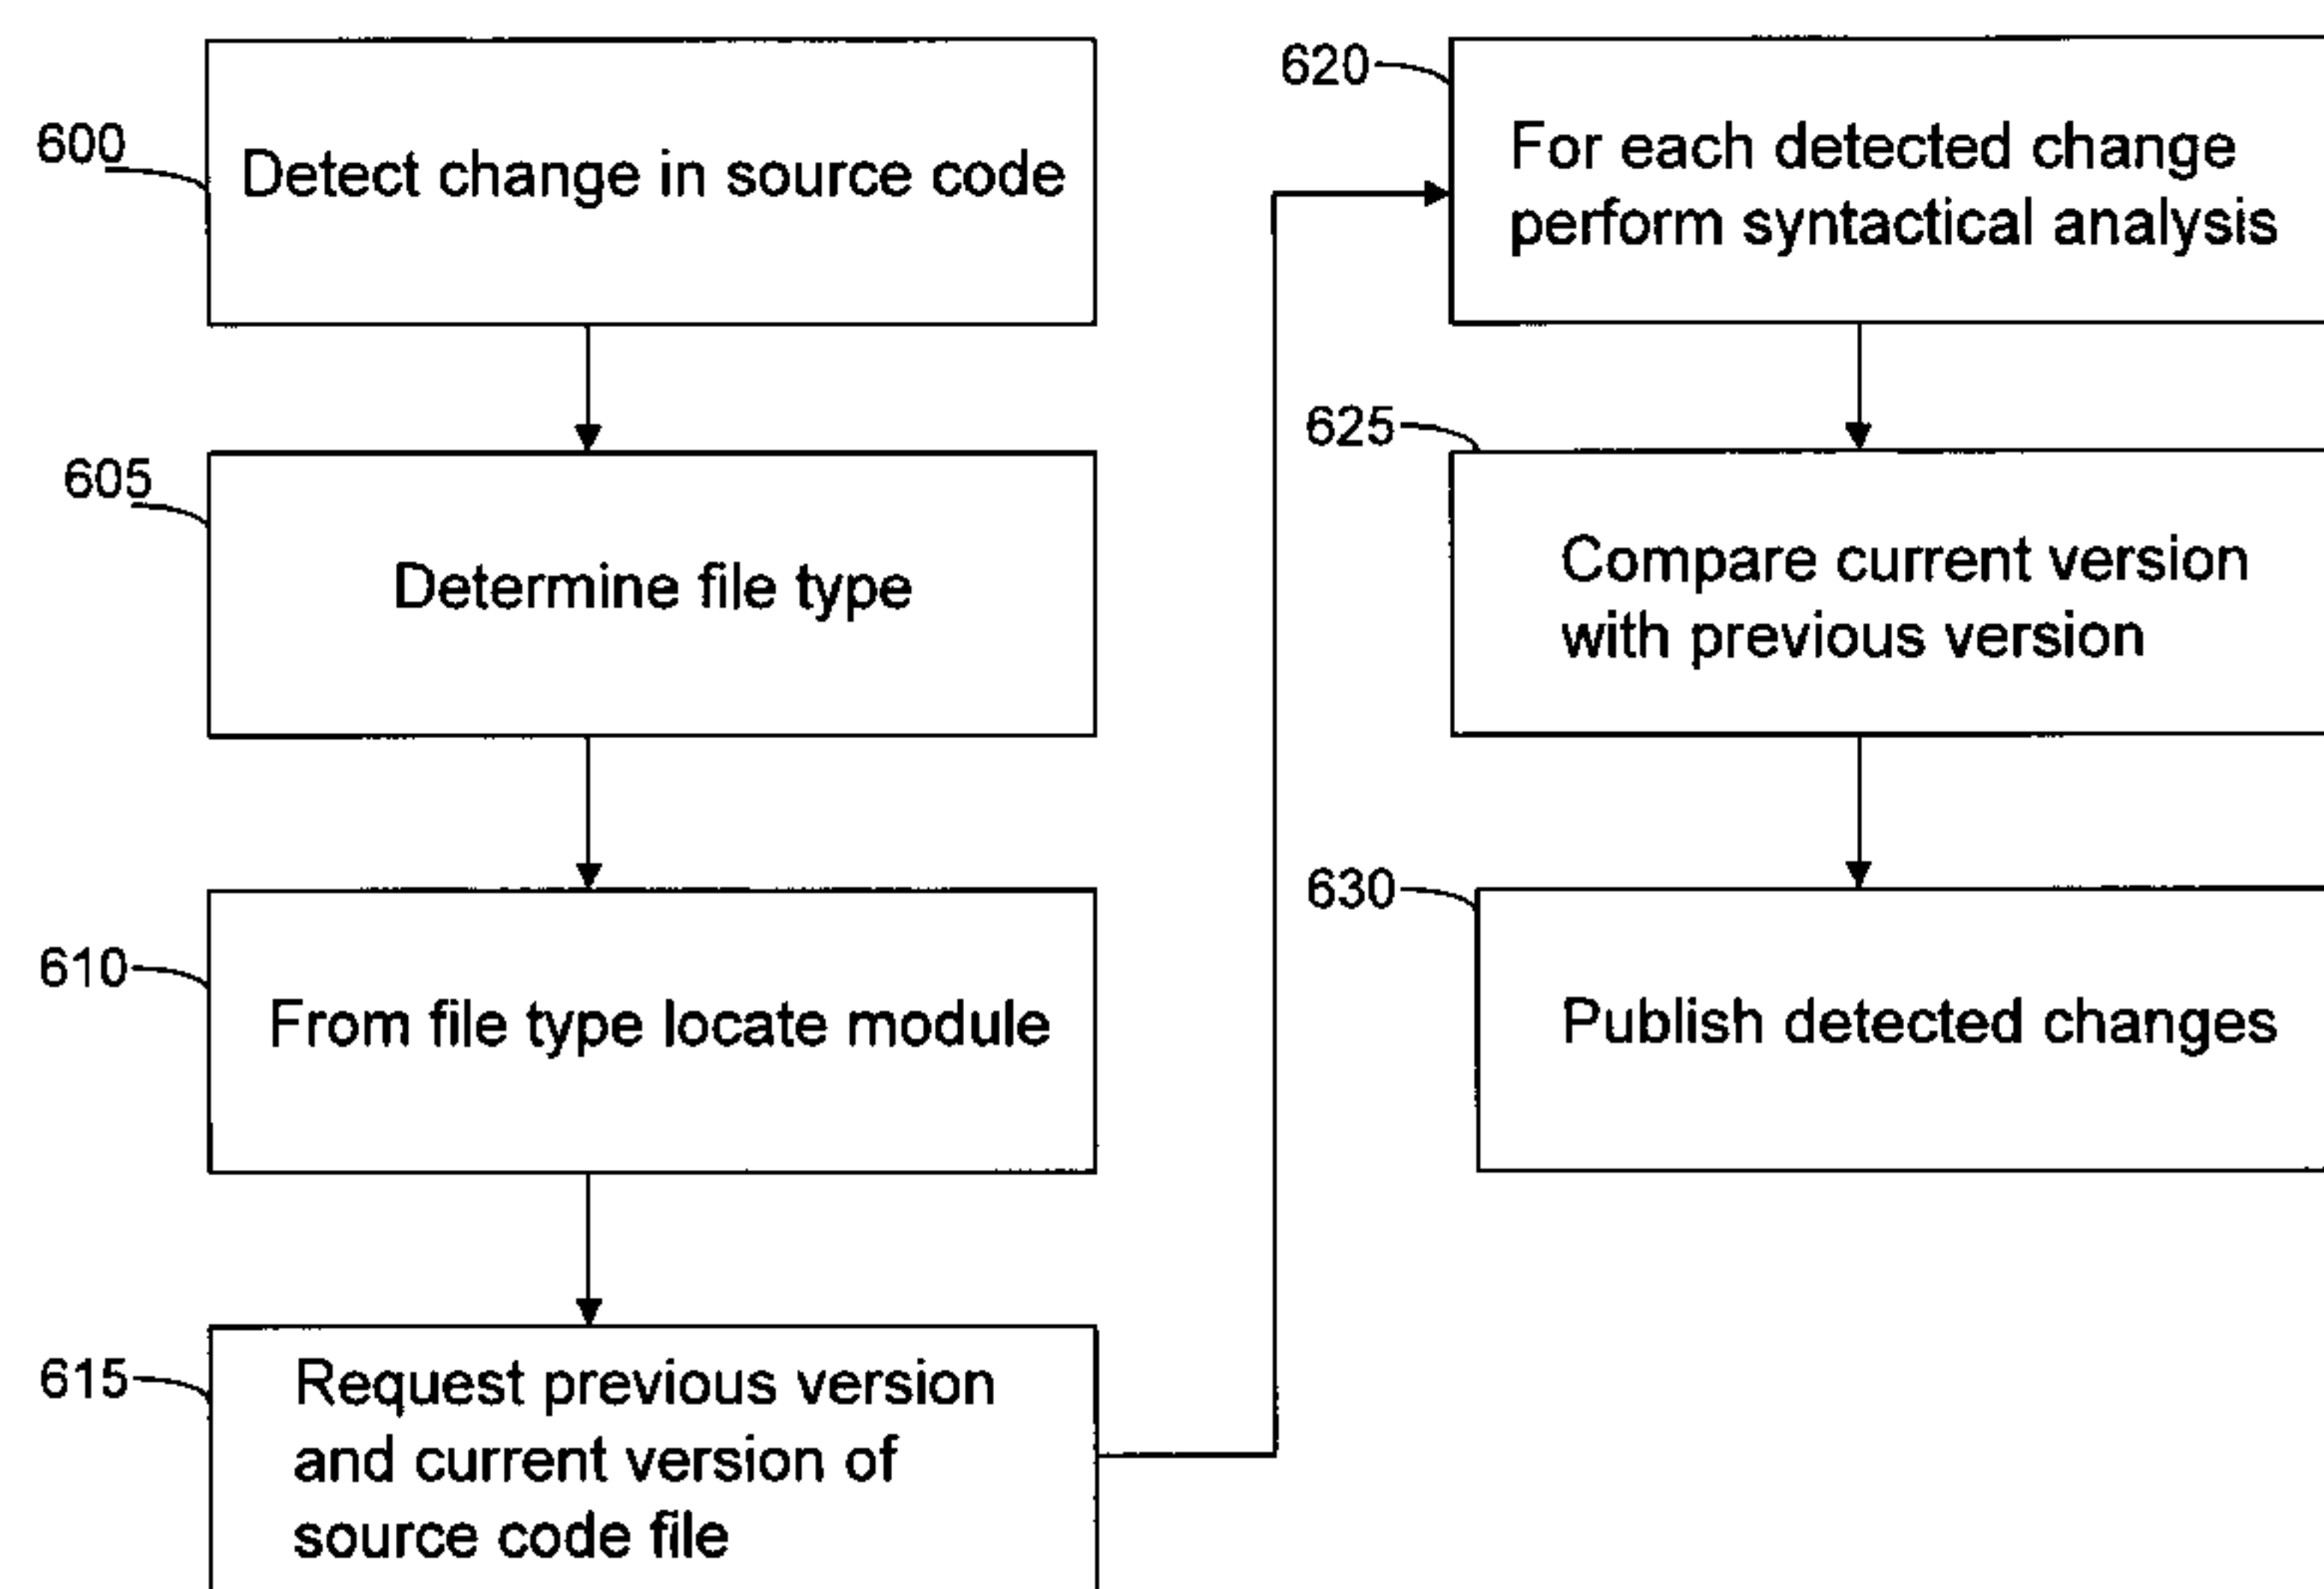 600
Detect change in source code
605
Determine file type
610
From file type locate module
615
Request previous version
and current version of
source code file
620
For each detected change
perform syntactical analysis
625
Compare current version
with previous version
630
Publish detected changes